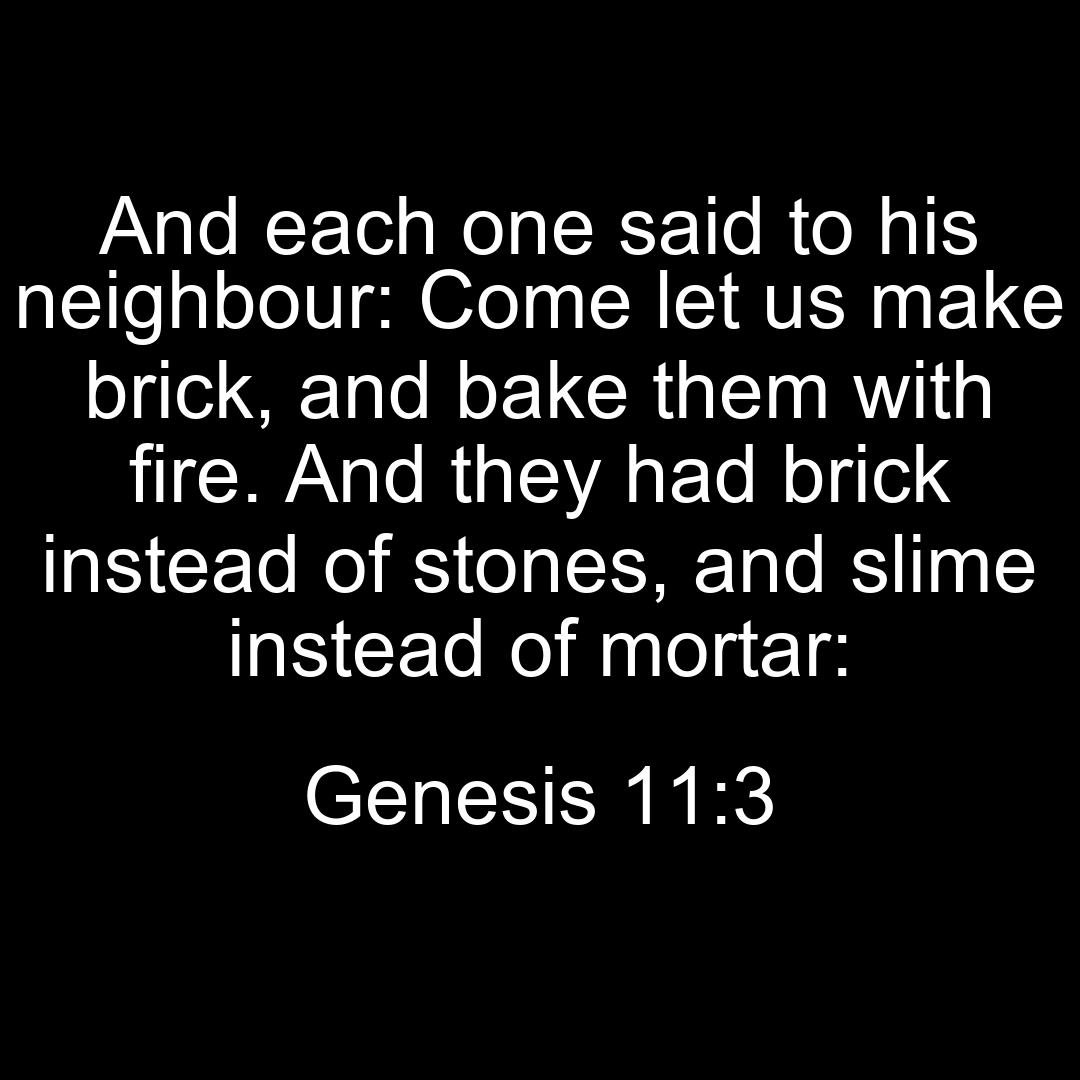 And each one said to his
neighbour: Come let us make
brick, and bake them with
fire. And they had brick
instead of stones, and slime
instead of mortar:
Genesis 11:3